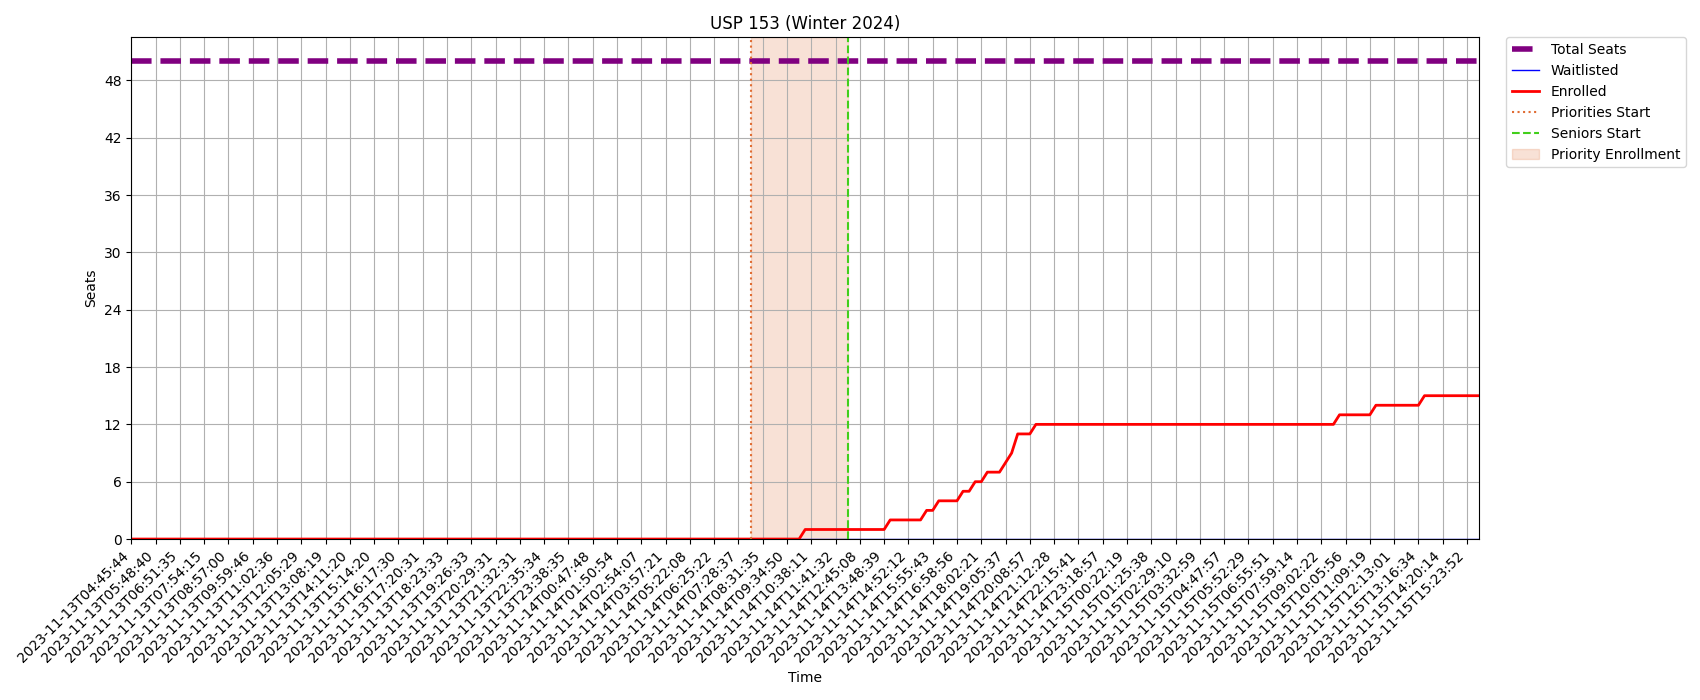 USP 153 (Winter 2024)
Total Seats
Waitlisted
Enrolled
Priorities Start
Seniors Start
Priority Enrollment
Seats
48
42
36
30
24
18
12
6
0
2023-11-13T04:45:44
2023-11-13T05:48:40
2023-11-13T06:51:35
2023-11-13T07:54:15
2023-11-13T08:57:00
2023-11-13T09:59:46
2023-11-13T11:02:36
2023-11-13T12:05:29
2023-11-13T13:08:19
2023-11-13T14:11:20
2023-11-13T15:14:20
2023-11-13T16:17:30
2023-11-13T17:20:31
2023-11-13T18:23:33
2023-11-13T19:26:33
2023-11-13T20:29:31
2023-11-13T21:32:31
2023-11-13T22:35:34
2023-11-13T23:38:35
2023-11-14T00:47:48
2023-11-14T01:50:54
2023-11-14T02:54:07
2023-11-14T03:57:21
2023-11-14T05:22:08
2023-11-14T06:25:22
2023-11-14T07:28:37
2023-11-14T08:31:35
2023-11-14T09:34:50
2023-11-14T10:38:11
2023-11-14T11:41:32
2023-11-14T12:45:08
2023-11-14T13:48:39
2023-11-14T14:52:12
2023-11-14T15:55:43
2023-11-14T16:58:56
2023-11-14T18:02:21
2023-11-14T19:05:37
2023-11-14T20:08:57
2023-11-14T21:12:28
2023-11-14T22:15:41
2023-11-14T23:18:57
2023-11-15T00:22:19
2023-11-15T01:25:38
2023-11-15T02:29:10
2023-11-15T03:32:59
2023-11-15T04:47:57
2023-11-15T05:52:29
2023-11-15T06:55:51
2023-11-15T07:59:14
2023-11-15T09:02:22
2023-11-15T10:05:56
2023-11-15T11:09:19
2023-11-15T12:13:01
2023-11-15T13:16:34
2023-11-15T14:20:14
2023-11-15T15:23:52
Time